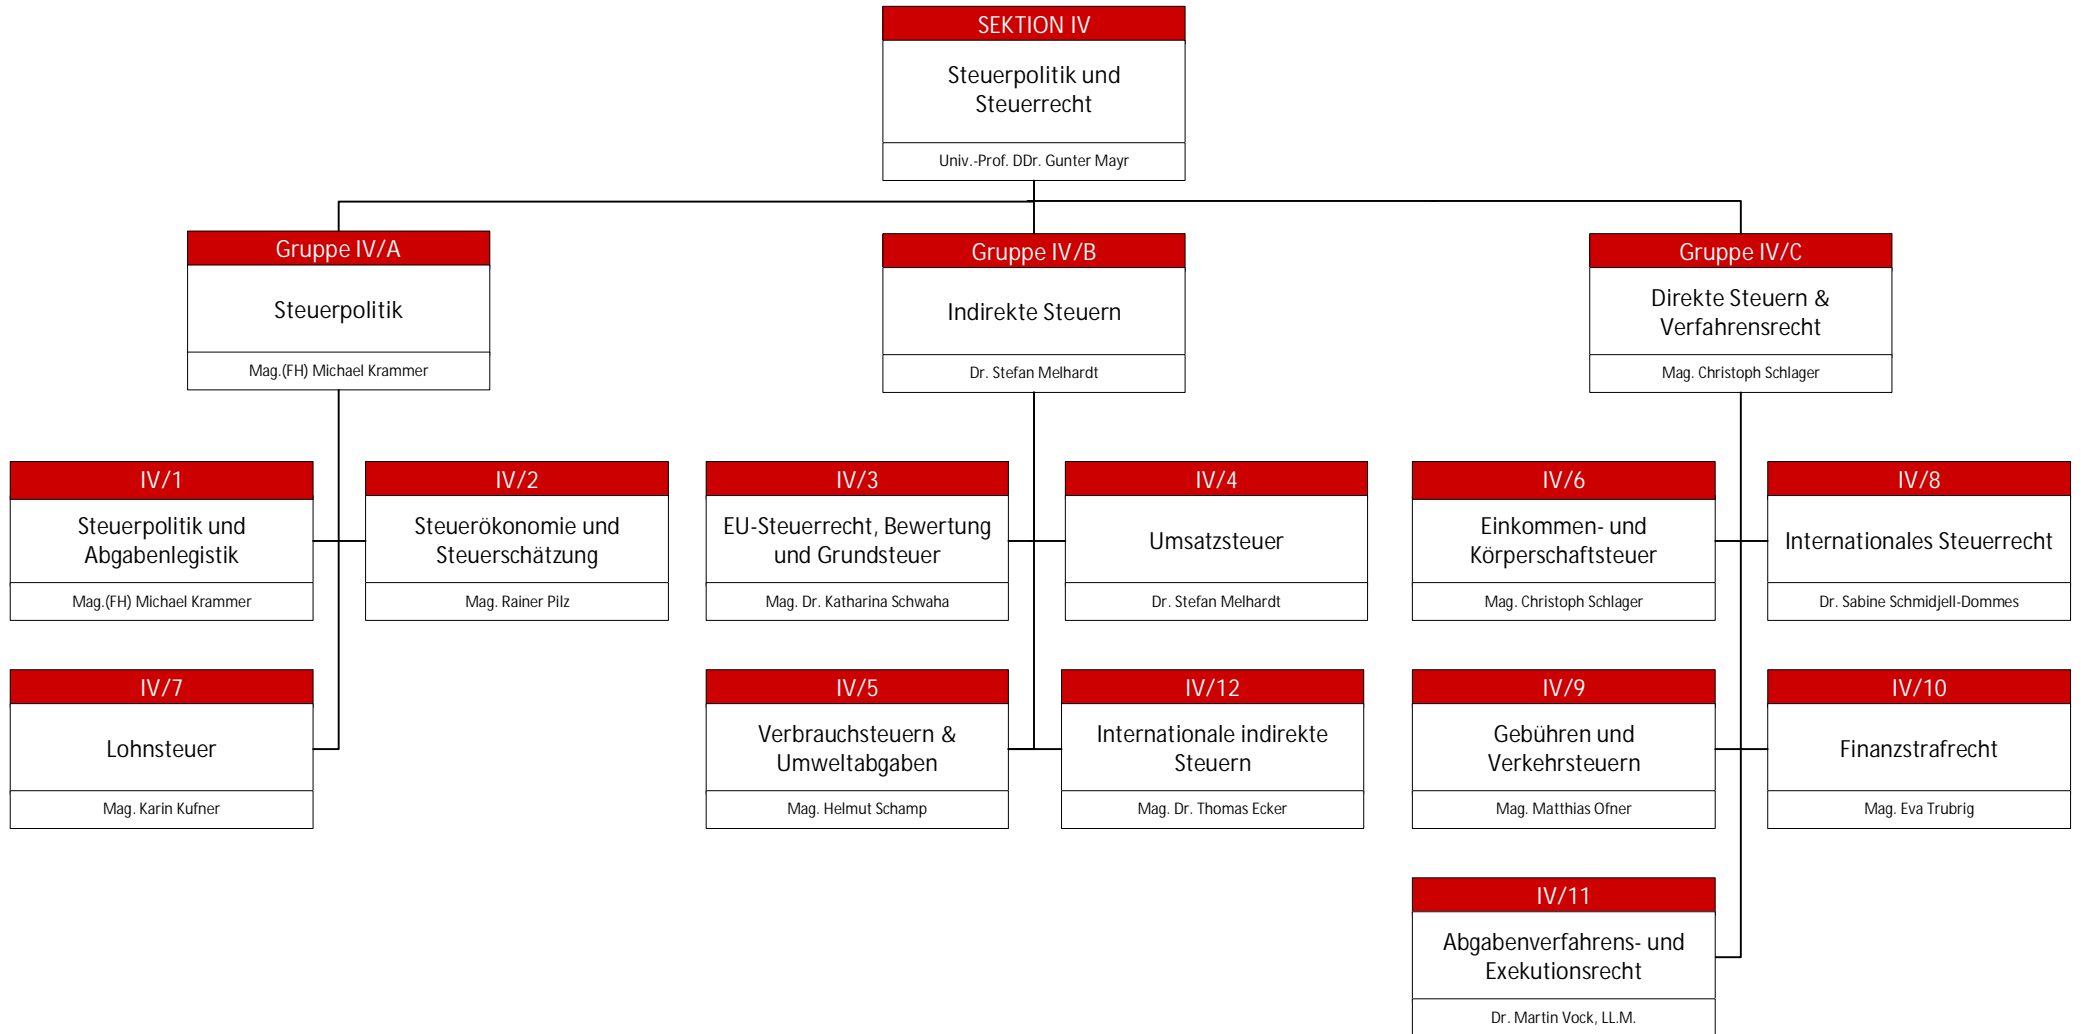 SEKTION IV
Steuerpolitik und
Steuerrecht
Univ.-Prof. DDr. Gunter Mayr
Gruppe IV/A
Steuerpolitik
Mag.(FH) Michael Krammer
Gruppe IV/B
Indirekte Steuern
Dr. Stefan Melhardt
Gruppe IV/C
Direkte Steuern &
Verfahrensrecht
Mag. Christoph Schlager
IV/1
Steuerpolitik und
Abgabenlegistik
Mag.(FH) Michael Krammer
IV/2
Steuerökonomie und
Steuerschätzung
Mag. Rainer Pilz
IV/3
EU-Steuerrecht, Bewertung
und Grundsteuer
Mag. Dr. Katharina Schwaha
IV/4
Umsatzsteuer
Dr. Stefan Melhardt
IV/6
Einkommen- und
Körperschaftsteuer
Mag. Christoph Schlager
IV/8
Internationales Steuerrecht
Dr. Sabine Schmidjell-Dommes
IV/7
Lohnsteuer
Mag. Karin Kufner
IV/5
Verbrauchsteuern &
Umweltabgaben
Mag. Helmut Schamp
IV/12
Internationale indirekte
Steuern
Mag. Dr. Thomas Ecker
IV/9
Gebühren und
Verkehrsteuern
Mag. Matthias Ofner
IV/10
Finanzstrafrecht
Mag. Eva Trubrig
IV/11
Abgabenverfahrens- und
Exekutionsrecht
Dr. Martin Vock, LL.M.